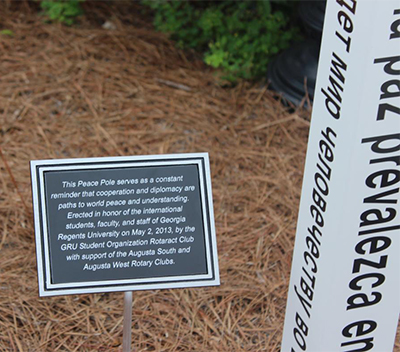 This Peace Pole serves as a constant
reminder that cooperation and diplomacy are
paths to world peace and understanding.
Erected in honor of the international
students, faculty, and staff of Georgia
Regents University on May 2, 2013, by the
GRU Student Organization Rotaract Club
with support of the Augusta South and
Augusta West Rotary Clubs.
дет мир человечеству во
la paz prevalezca en